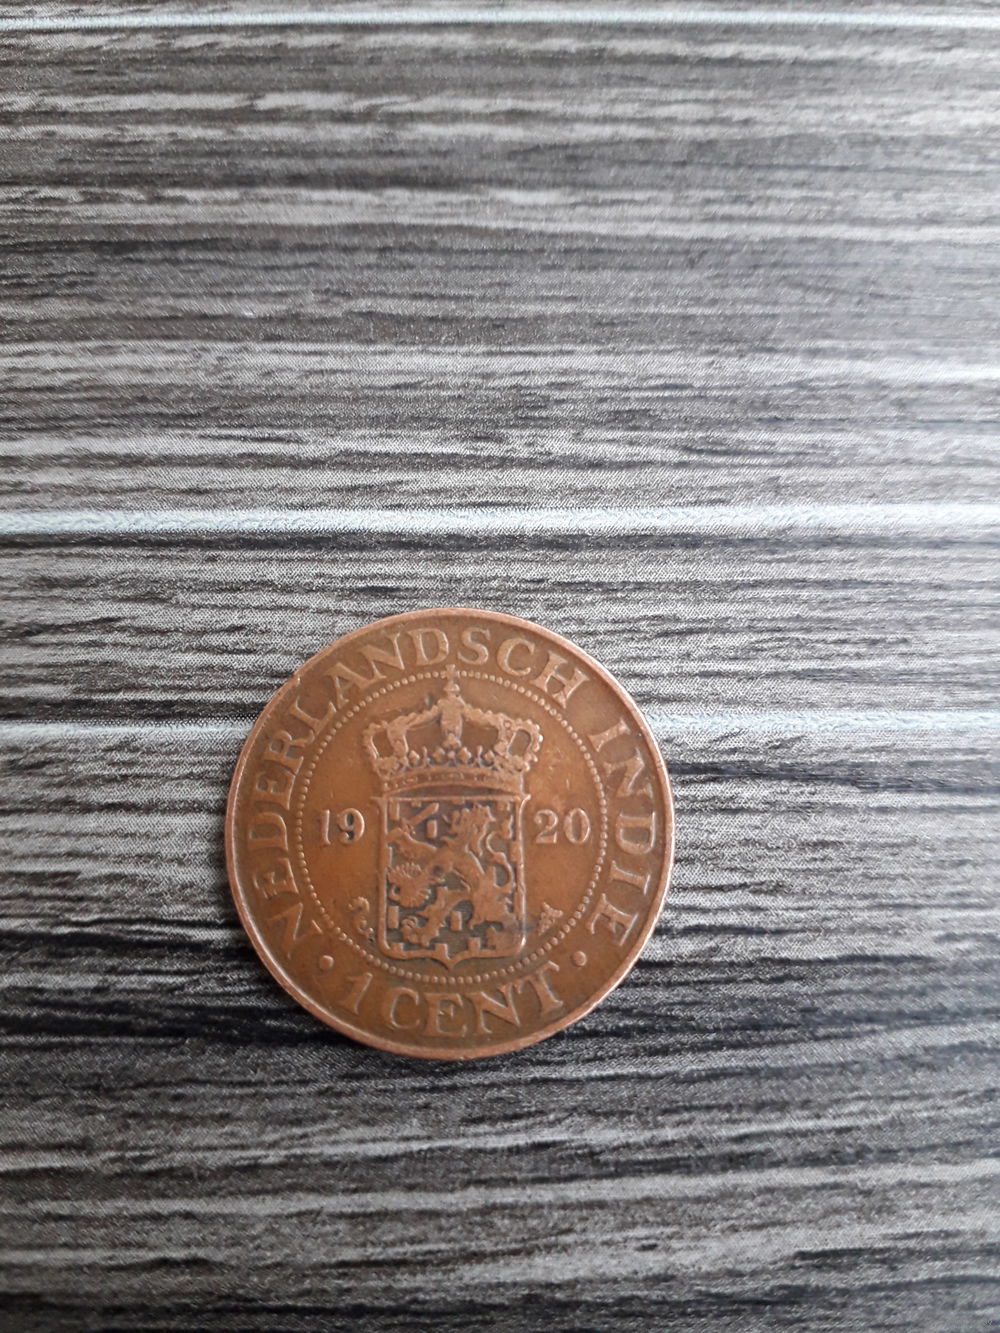 NEDERLANDSCH INDIE
19 20
• 1 CENT •